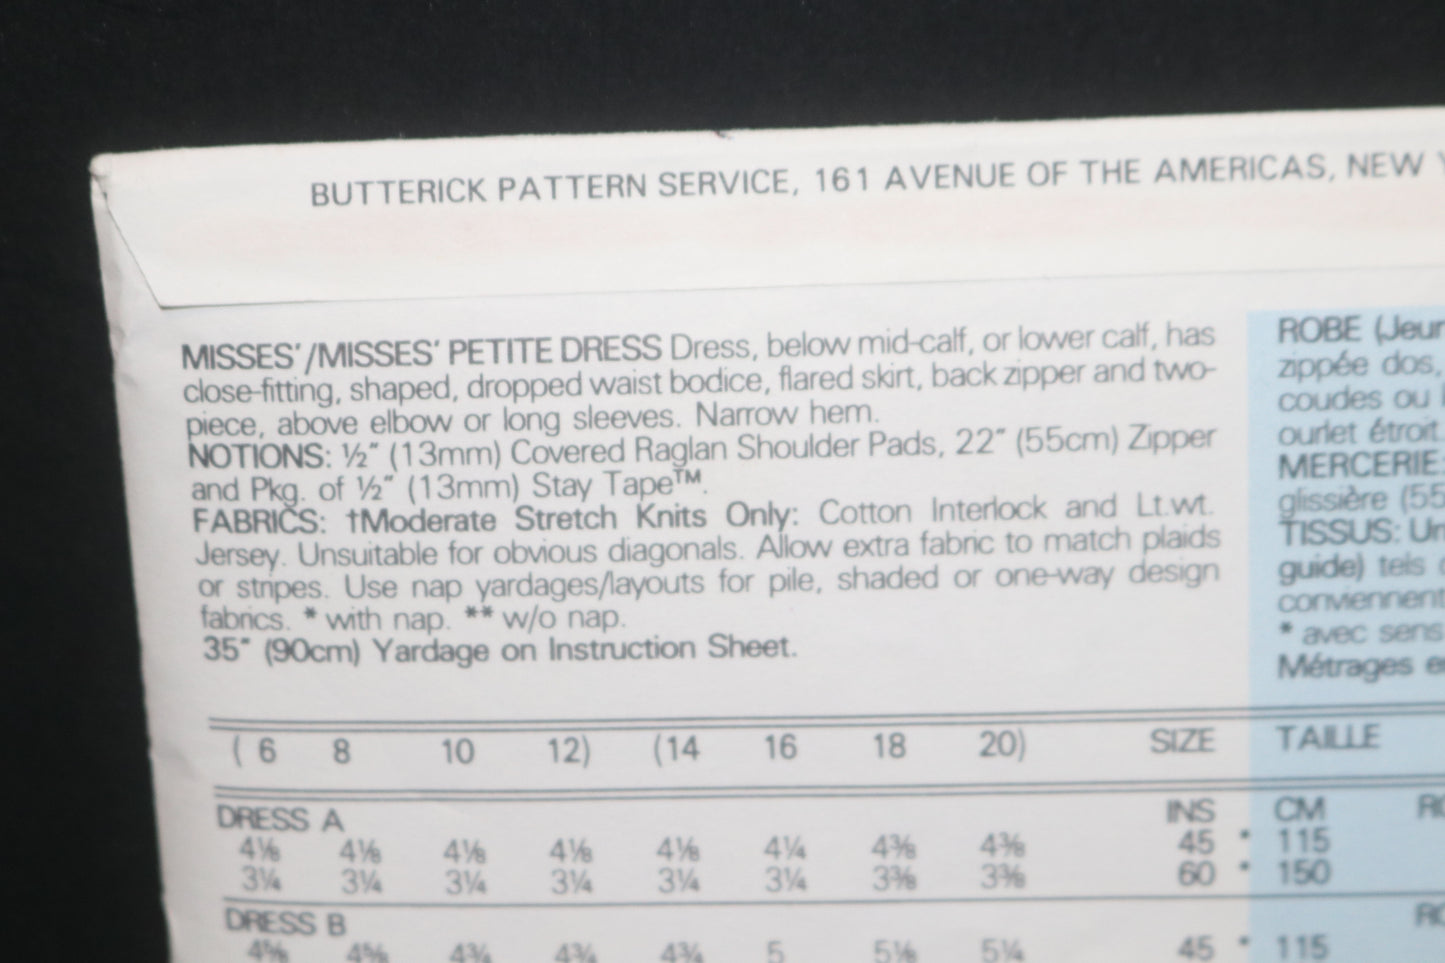 BUTTERICK PATTERN SERVICE, 161 AVENUE OF THE AMERICAS, NEW
MISSES'/MISSES' PETITE DRESS Dress, below mid-calf, or lower calf, has
close-fitting, shaped, dropped waist bodice, flared skirt, back zipper and two-
piece, above elbow or long sleeves. Narrow hem.
NOTIONS: ½" (13mm) Covered Raglan Shoulder Pads, 22" (55cm) Zipper
and Pkg. of ½" (13mm) Stay Tape™.
FABRICS: †Moderate Stretch Knits Only: Cotton Interlock and Lt.wt.
Jersey. Unsuitable for obvious diagonals. Allow extra fabric to match plaids
or stripes. Use nap yardages/layouts for pile, shaded or one-way design
fabrics. * with nap. ** w/o nap.
35" (90cm) Yardage on Instruction Sheet.
ROBE (Jeun
zippée dos,
coudes ou
ourlet étroit.
MERCERIE:
glissière (55
TISSUS: Un
guide) tels
conviennent
* avec sens
Métrages
( 6 8 10 12) (14 16 18 20) SIZE TAILLE
DRESS A INS CM
4⅛ 4⅛ 4⅛ 4⅛ 4⅛ 4¼ 4⅜ 4⅜ 45 * 115
3¼ 3¼ 3¼ 3¼ 3¼ 3¼ 3⅜ 3⅜ 60 * 150
DRESS B
4⅝ 4⅝ 4¾ 4¾ 4¾ 5 5⅛ 5¼ 45 * 115